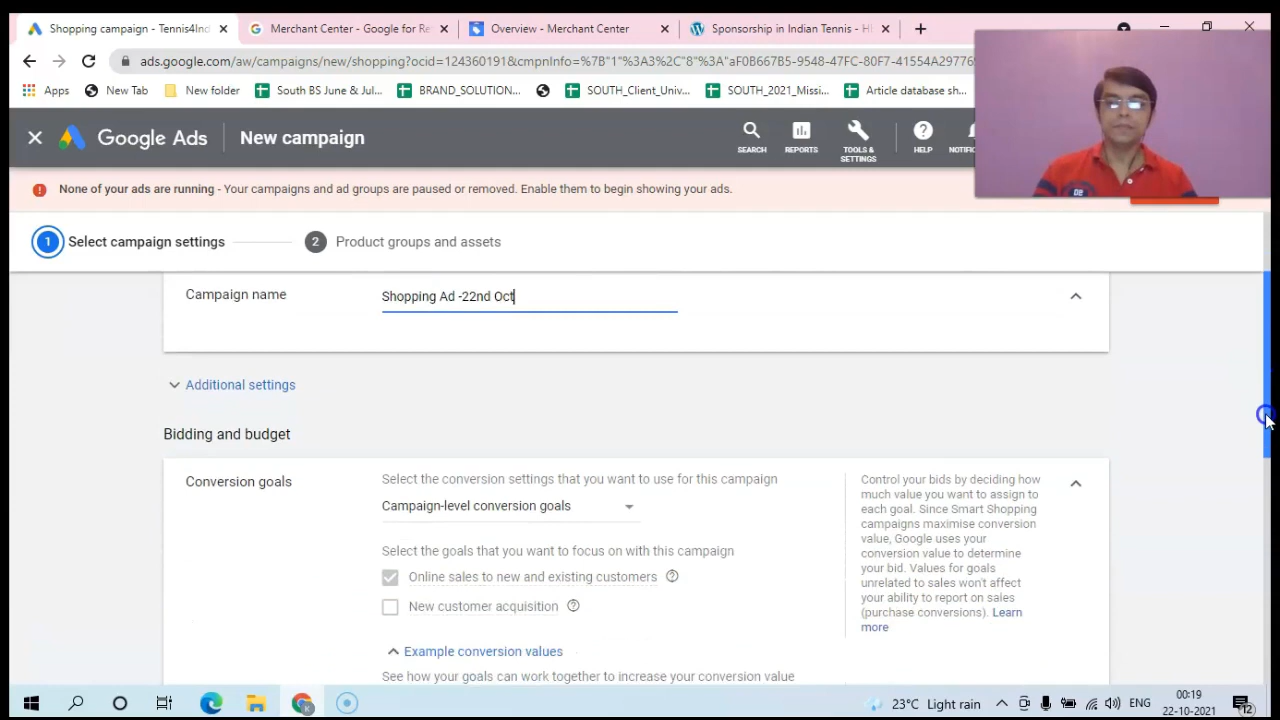 Shopping campaign - Tennis4Ind
Merchant Center - Google for Re
Overview - Merchant Center
Sponsorship in Indian Tennis - H
ads.google.com/aw/campaigns/new/shopping?ocid=124360191&cmpnInfo=%7B"1"%3A3%2C"8"%3A"aF0B667B5-9548-47FC-80F7-41554A29776
Apps
New Tab
New folder
South BS June & Jul...
BRAND_SOLUTION...
SOUTH_Client_Univ...
SOUTH_2021_Missi...
Article database sh...
Google Ads
New campaign
SEARCH
REPORTS
TOOLS &
SETTINGS
HELP
NOTIFIC
None of your ads are running - Your campaigns and ad groups are paused or removed. Enable them to begin showing your ads.
1
Select campaign settings
2
Product groups and assets
Campaign name
Shopping Ad -22nd Oct
Additional settings
Bidding and budget
Conversion goals
Select the conversion settings that you want to use for this campaign
Campaign-level conversion goals
Select the goals that you want to focus on with this campaign
Online sales to new and existing customers
New customer acquisition
Example conversion values
See how your goals can work together to increase your conversion value
Control your bids by deciding how
much value you want to assign to
each goal. Since Smart Shopping
campaigns maximise conversion
value, Google uses your
conversion value to determine
your bid. Values for goals
unrelated to sales won't affect
your ability to report on sales
(purchase conversions). Learn
more
23°C Light rain
ENG
00:19
22-10-2021
12